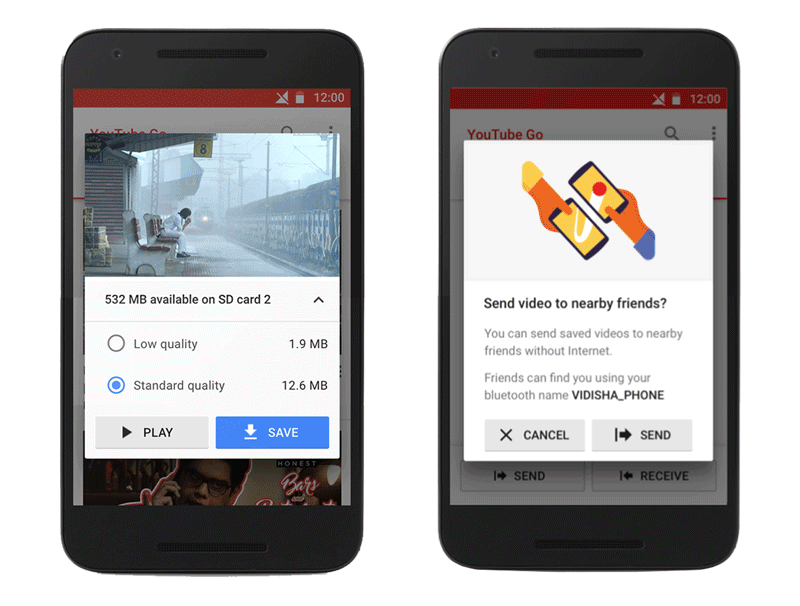 12:00
YouTube Go
8
532 MB available on SD card 2
Low quality 1.9 MB
Standard quality 12.6 MB
PLAY SAVE
HONEST
Bars
12:00
YouTube Go
Send video to nearby friends?
You can send saved videos to nearby
friends without Internet.
Friends can find you using your
bluetooth name VIDISHA_PHONE
CANCEL SEND
SEND RECEIVE